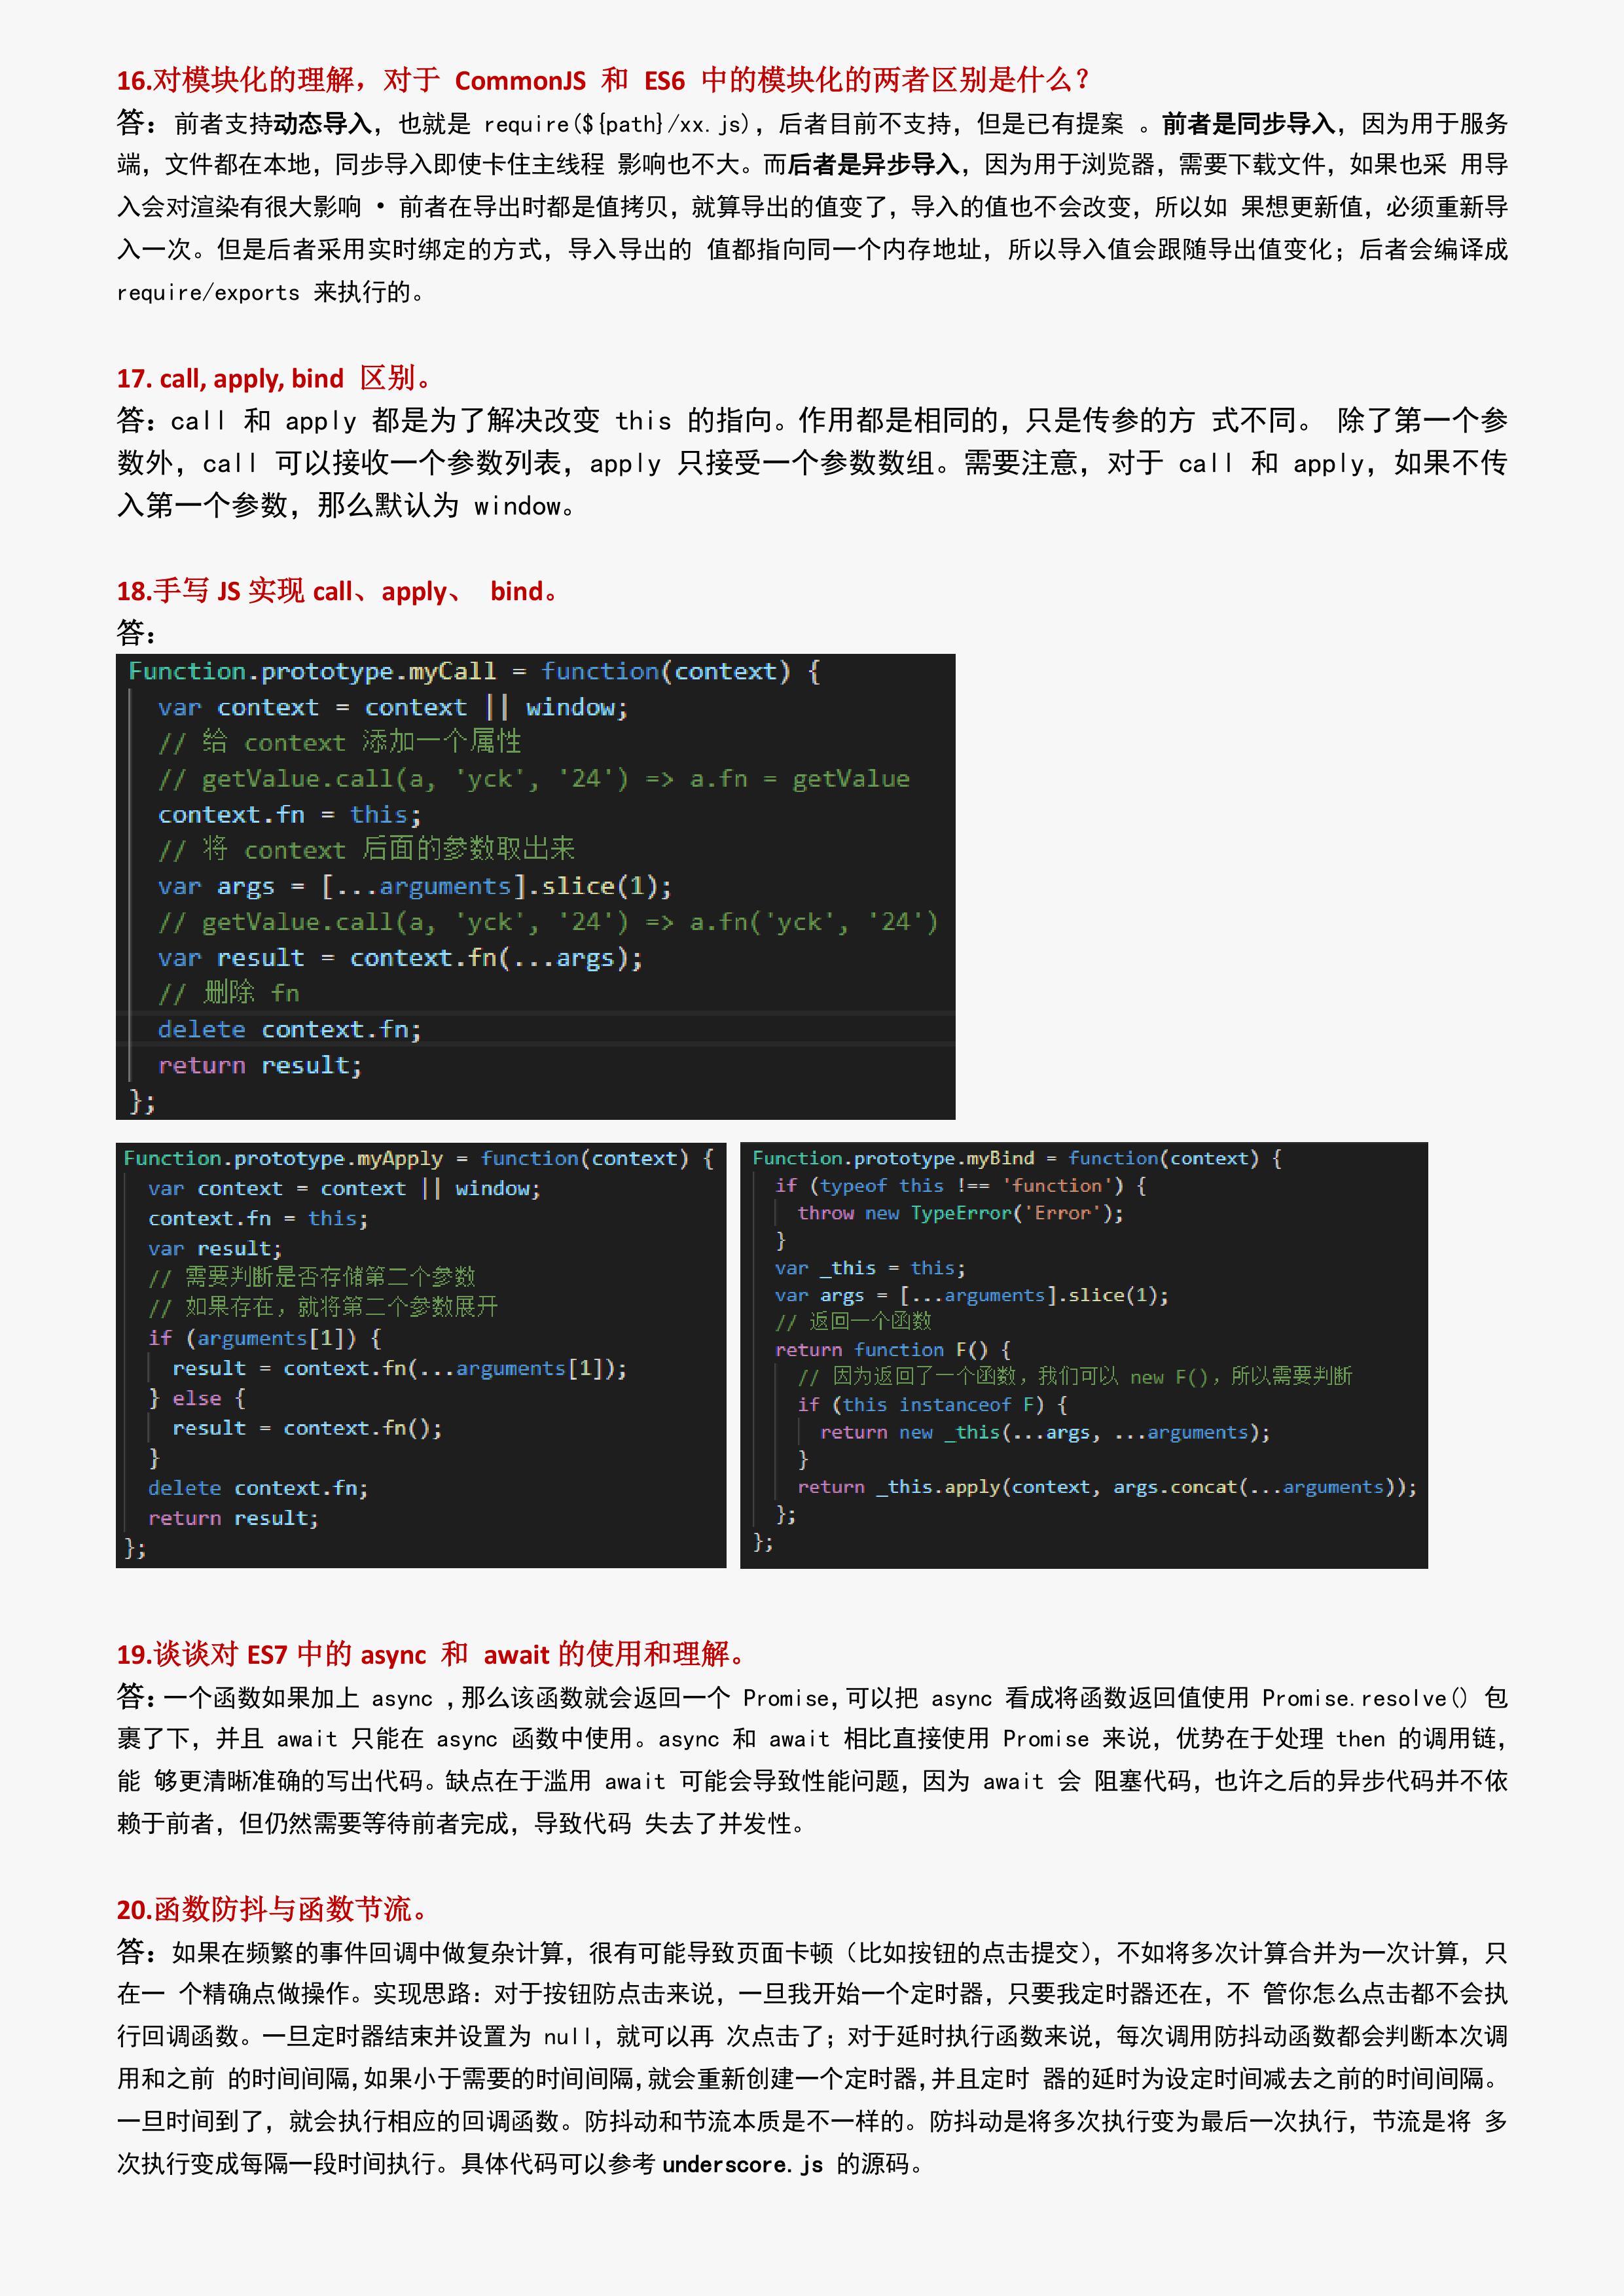 16.对模块化的理解，对于 CommonJS 和 ES6 中的模块化的两者区别是什么？
答：前者支持动态导入，也就是 require(${path}/xx.js)，后者目前不支持，但是已有提案 。前者是同步导入，因为用于服务
端，文件都在本地，同步导入即使卡住主线程 影响也不大。而后者是异步导入，因为用于浏览器，需要下载文件，如果也采 用导
入会对渲染有很大影响 • 前者在导出时都是值拷贝，就算导出的值变了，导入的值也不会改变，所以如 果想更新值，必须重新导
入一次。但是后者采用实时绑定的方式，导入导出的 值都指向同一个内存地址，所以导入值会跟随导出值变化；后者会编译成
require/exports 来执行的。
17. call, apply, bind 区别。
答：call 和 apply 都是为了解决改变 this 的指向。作用都是相同的，只是传参的方 式不同。 除了第一个参
数外，call 可以接收一个参数列表，apply 只接受一个参数数组。需要注意，对于 call 和 apply，如果不传
入第一个参数，那么默认为 window。
18.手写 JS 实现 call、apply、 bind。
答：
Function.prototype.myCall = function(context) {
var context = context || window;
// 给 context 添加一个属性
// getValue.call(a, 'yck', '24') => a.fn = getValue
context.fn = this;
// 将 context 后面的参数取出来
var args = [...arguments].slice(1);
// getValue.call(a, 'yck', '24') => a.fn('yck', '24')
var result = context.fn(...args);
// 删除 fn
delete context.fn;
return result;
};
Function.prototype.myApply = function(context) {
var context = context || window;
context.fn = this;
var result;
// 需要判断是否存储第二个参数
// 如果存在，就将第二个参数展开
if (arguments[1]) {
result = context.fn(...arguments[1]);
} else {
result = context.fn();
}
delete context.fn;
return result;
};
Function.prototype.myBind = function(context) {
if (typeof this !== 'function') {
throw new TypeError('Error');
}
var _this = this;
var args = [...arguments].slice(1);
// 返回一个函数
return function F() {
// 因为返回了一个函数，我们可以 new F()，所以需要判断
if (this instanceof F) {
return new _this(...args, ...arguments);
}
return _this.apply(context, args.concat(...arguments));
};
};
19.谈谈对 ES7 中的 async 和 await 的使用和理解。
答：一个函数如果加上 async ，那么该函数就会返回一个 Promise，可以把 async 看成将函数返回值使用 Promise.resolve() 包
裹了下，并且 await 只能在 async 函数中使用。async 和 await 相比直接使用 Promise 来说，优势在于处理 then 的调用链，
能 够更清晰准确的写出代码。缺点在于滥用 await 可能会导致性能问题，因为 await 会 阻塞代码，也许之后的异步代码并不依
赖于前者，但仍然需要等待前者完成，导致代码 失去了并发性。
20.函数防抖与函数节流。
答：如果在频繁的事件回调中做复杂计算，很有可能导致页面卡顿（比如按钮的点击提交），不如将多次计算合并为一次计算，只
在一 个精确点做操作。实现思路：对于按钮防点击来说，一旦我开始一个定时器，只要我定时器还在，不 管你怎么点击都不会执
行回调函数。一旦定时器结束并设置为 null，就可以再 次点击了；对于延时执行函数来说，每次调用防抖动函数都会判断本次调
用和之前 的时间间隔，如果小于需要的时间间隔，就会重新创建一个定时器，并且定时 器的延时为设定时间减去之前的时间间隔。
一旦时间到了，就会执行相应的回调函数。防抖动和节流本质是不一样的。防抖动是将多次执行变为最后一次执行，节流是将 多
次执行变成每隔一段时间执行。具体代码可以参考 underscore.js 的源码。